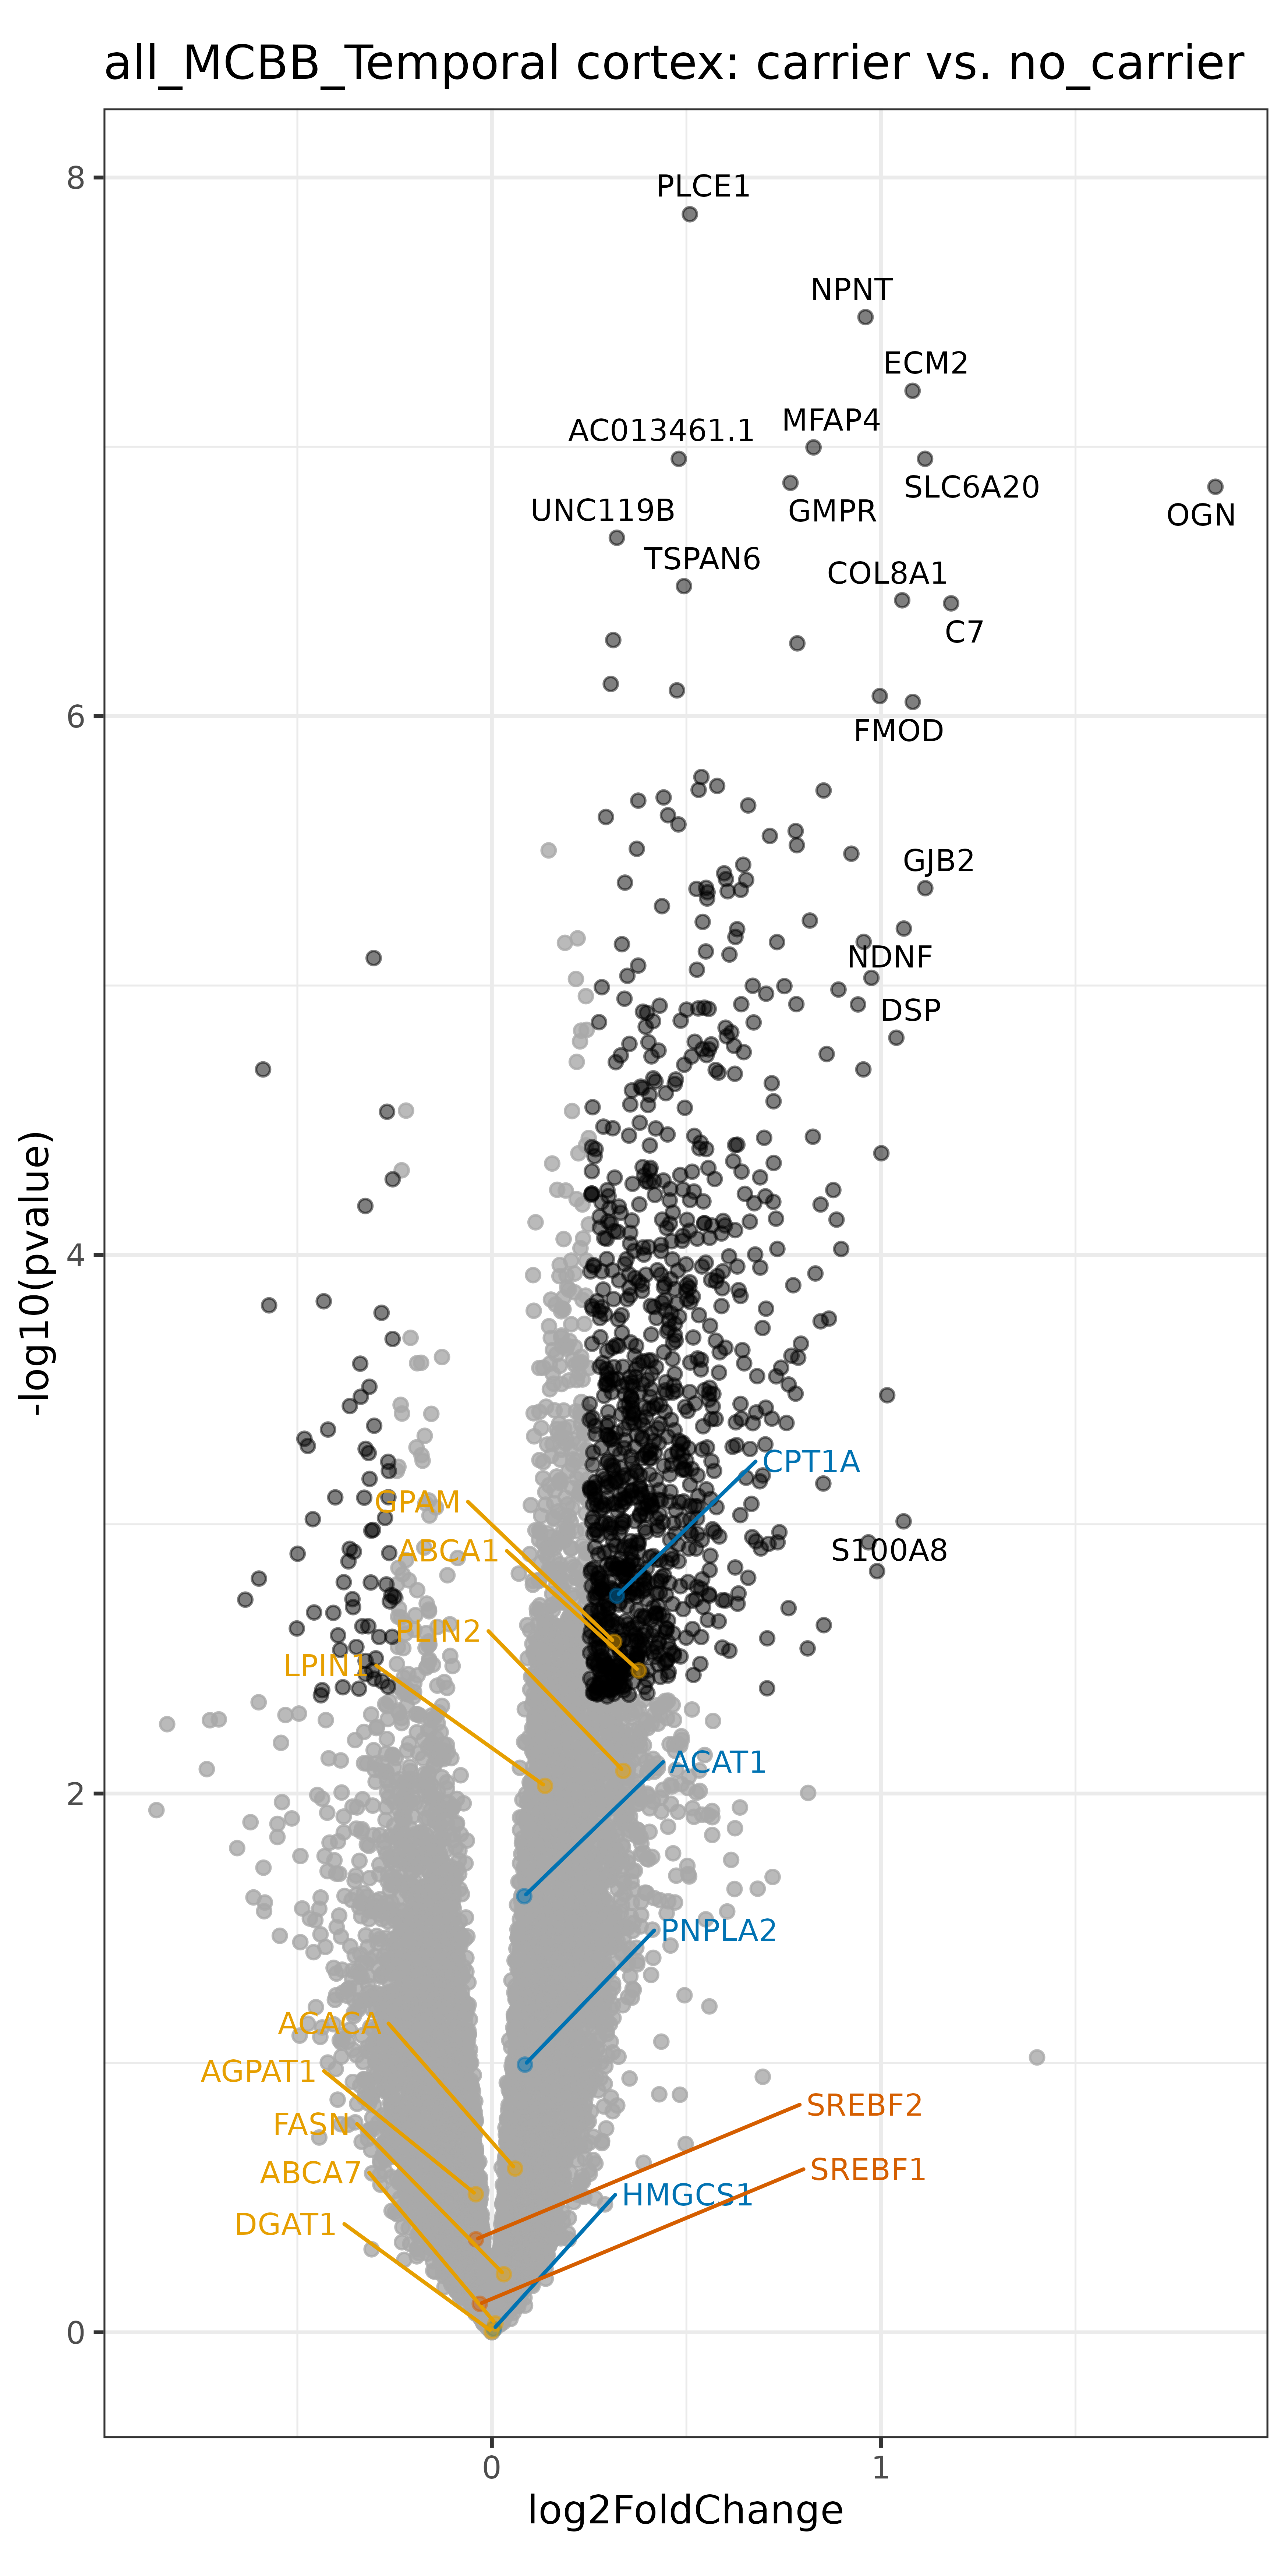 all_MCBB_Temporal cortex: carrier vs. no_carrier
8
PLCE1
NPNT
ECM2
MFAP4
AC013461.1
SLC6A20
OGN
GMPR
UNC119B
TSPAN6
COL8A1
C7
6
FMOD
GJB2
NDNF
DSP
-log10(pvalue)
4
CPT1A
GPAM
ABCA1
S100A8
PLIN2
LPIN1
ACAT1
2
PNPLA2
ACACA
AGPAT1
SREBF2
FASN
SREBF1
ABCA7
HMGCS1
DGAT1
0
0
1
log2FoldChange